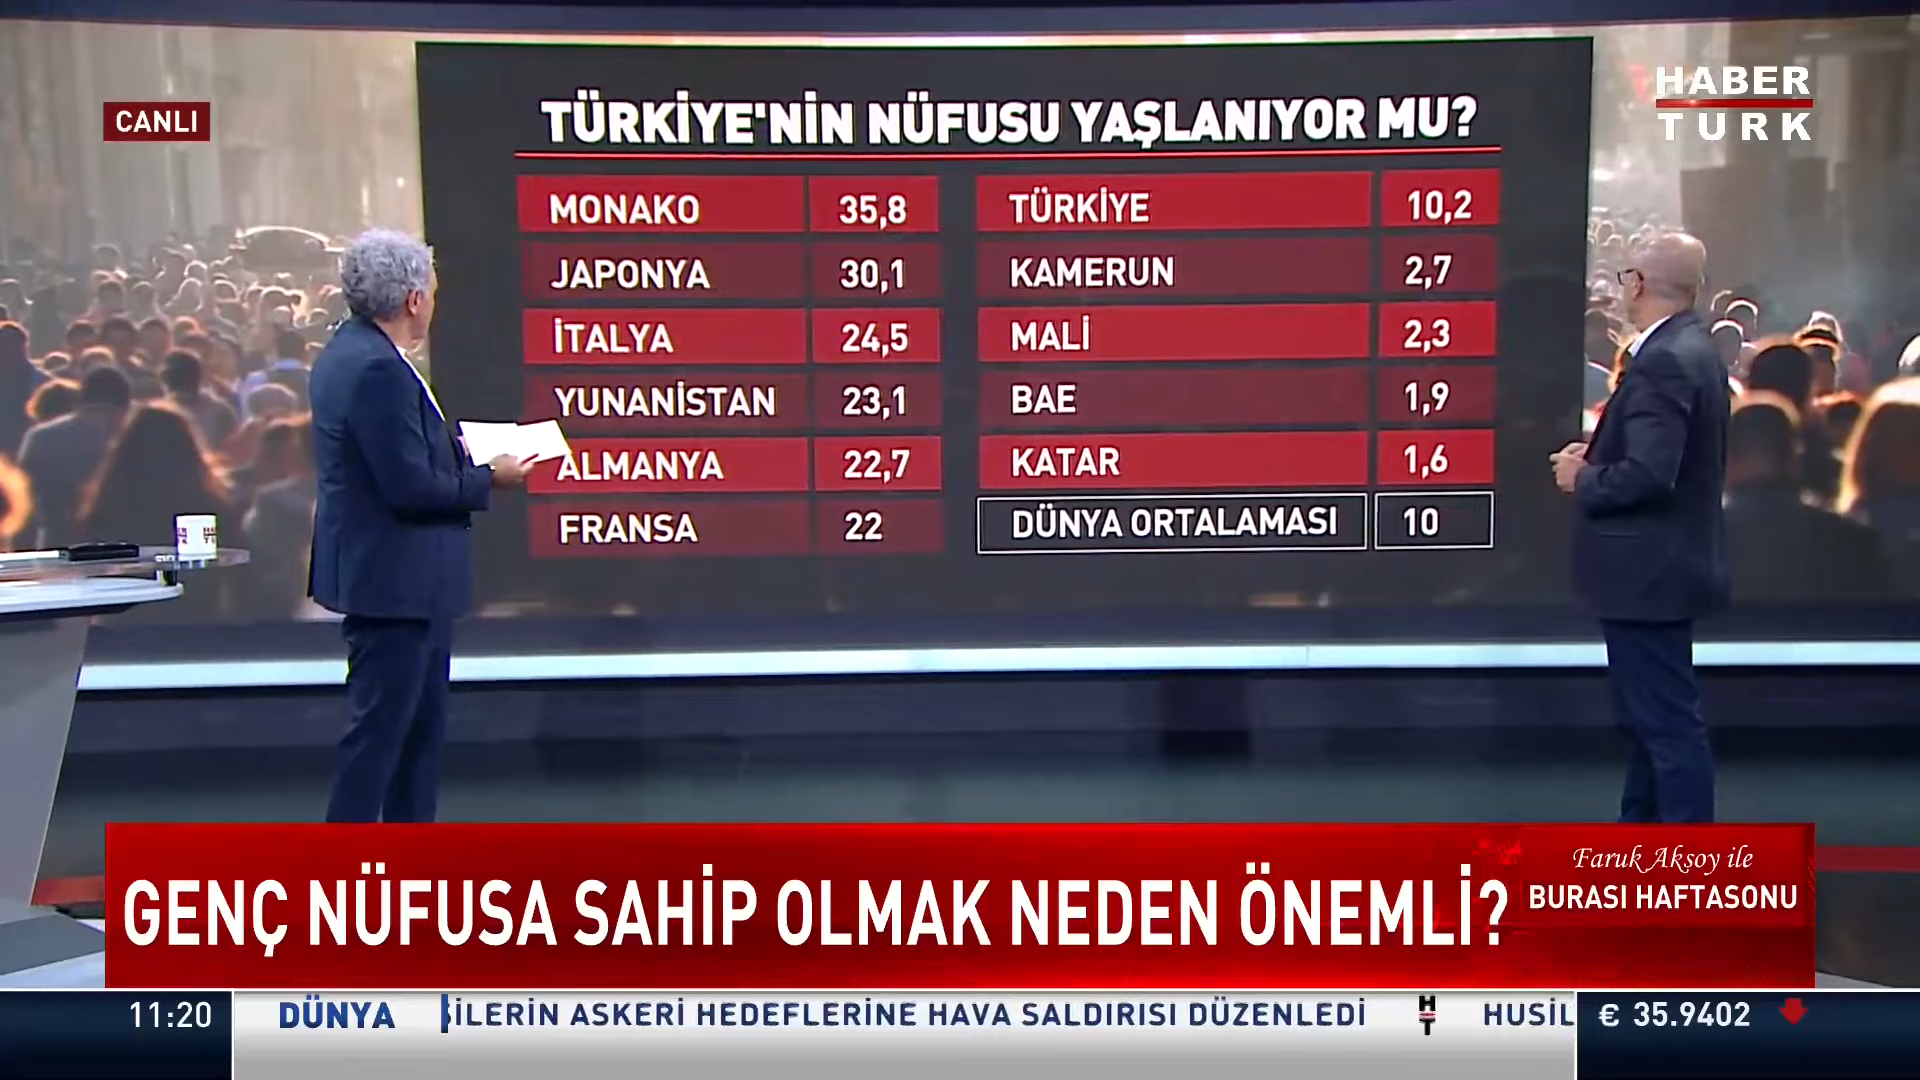 CANLI
HABER
TURK
TÜRKİYE'NİN NÜFUSU YAŞLANIYOR MU?
MONAKO 35,8
JAPONYA 30,1
İTALYA 24,5
YUNANİSTAN 23,1
ALMANYA 22,7
FRANSA 22
TÜRKİYE 10,2
KAMERUN 2,7
MALİ 2,3
BAE 1,9
KATAR 1,6
DÜNYA ORTALAMASI 10
GENÇ NÜFUSA SAHİP OLMAK NEDEN ÖNEMLİ?
Faruk Aksoy ile
BURASI HAFTASONU
11:20 DÜNYA ASKERİ HEDEFLERİNE HAVA SALDIRISI DÜZENLEDİ HT € 35.9402